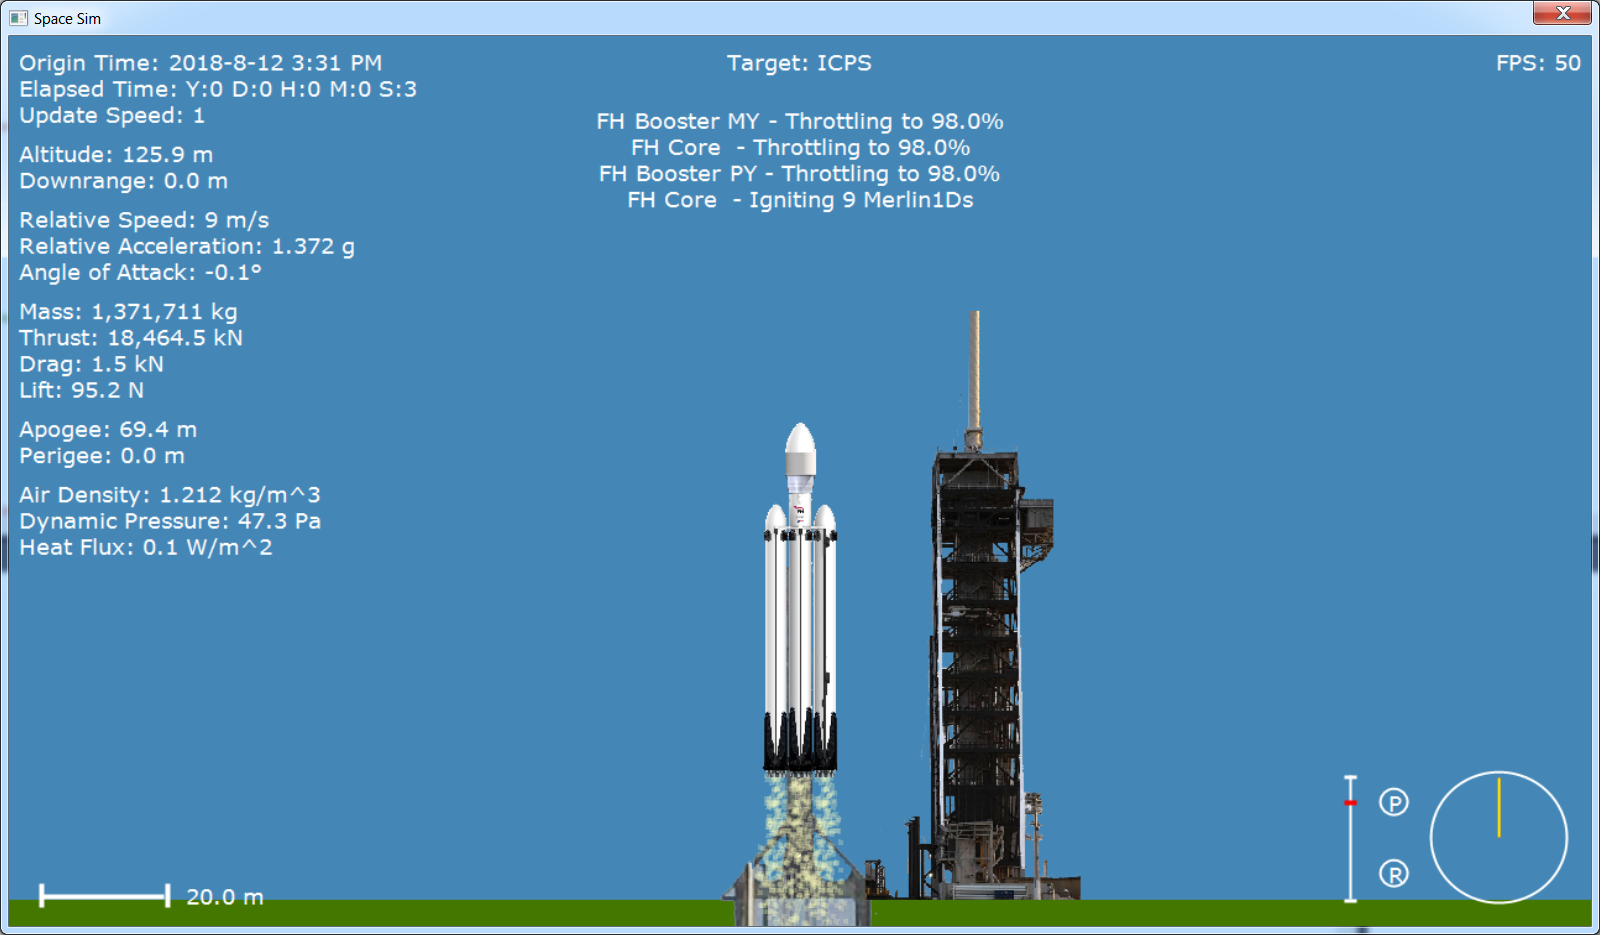 Space Sim
Origin Time: 2018-8-12 3:31 PM
Elapsed Time: Y:0 D:0 H:0 M:0 S:3
Update Speed: 1
Altitude: 125.9 m
Downrange: 0.0 m
Relative Speed: 9 m/s
Relative Acceleration: 1.372 g
Angle of Attack: -0.1°
Mass: 1,371,711 kg
Thrust: 18,464.5 kN
Drag: 1.5 kN
Lift: 95.2 N
Apogee: 69.4 m
Perigee: 0.0 m
Air Density: 1.212 kg/m^3
Dynamic Pressure: 47.3 Pa
Heat Flux: 0.1 W/m^2
Target: ICPS
FH Booster MY - Throttling to 98.0%
FH Core  - Throttling to 98.0%
FH Booster PY - Throttling to 98.0%
FH Core  - Igniting 9 Merlin1Ds
FPS: 50
FH
P
R
20.0 m